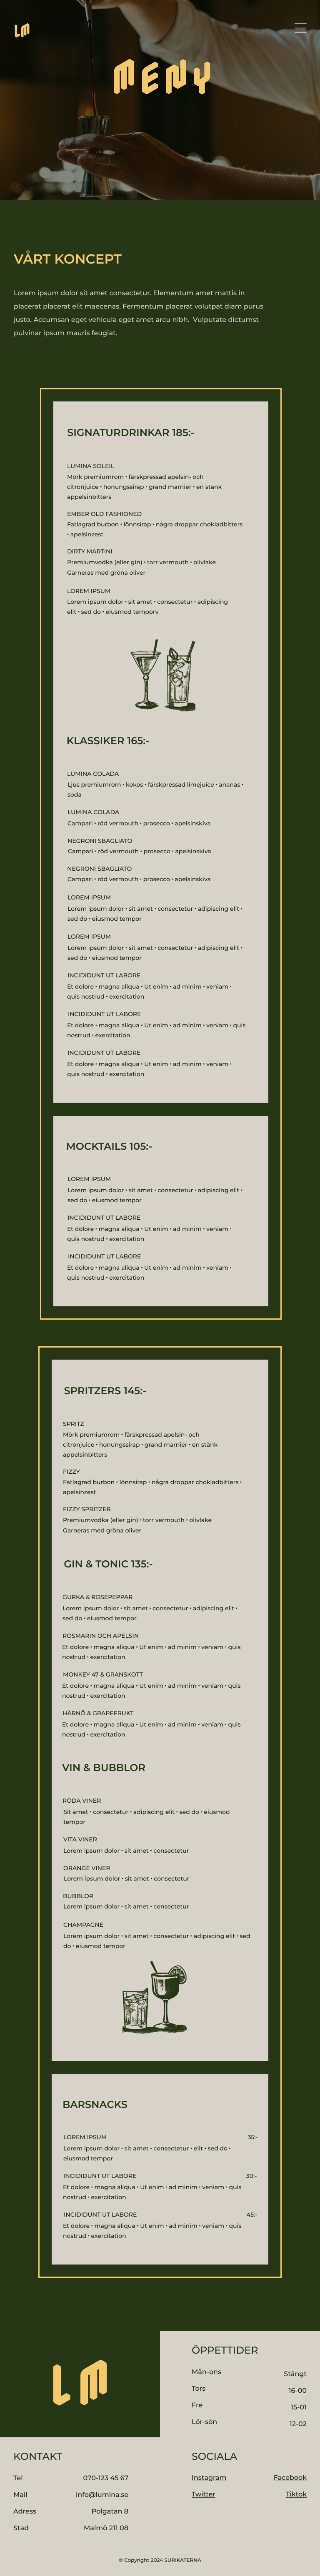 LM
MENY
VÅRT KONCEPT
Lorem ipsum dolor sit amet consectetur. Elementum amet mattis in
placerat placerat elit maecenas. Fermentum placerat volutpat diam purus
justo. Accumsan eget vehicula eget amet arcu nibh.  Vulputate dictumst
pulvinar ipsum mauris feugiat.
SIGNATURDRINKAR 185:-
LUMINA SOLEIL
Mörk premiumrom • färskpressad apelsin- och
citronjuice • honungssirap • grand marnier • en stänk
appelsinbitters
EMBER OLD FASHIONED
Fatlagrad burbon • lönnsirap • några droppar chokladbitters
• apelsinzest
DIRTY MARTINI
Premiumvodka (eller gin) • torr vermouth • olivlake
Garneras med gröna oliver
LOREM IPSUM
Lorem ipsum dolor • sit amet • consectetur • adipiscing
elit • sed do • eiusmod temporv
KLASSIKER 165:-
LUMINA COLADA
Ljus premiumrom • kokos • färskpressad limejuice • ananas •
soda
LUMINA COLADA
Campari • röd vermouth • prosecco • apelsinskiva
NEGRONI SBAGLIATO
Campari • röd vermouth • prosecco • apelsinskiva
NEGRONI SBAGLIATO
Campari • röd vermouth • prosecco • apelsinskiva
LOREM IPSUM
Lorem ipsum dolor • sit amet • consectetur • adipiscing elit •
sed do • eiusmod tempor
LOREM IPSUM
Lorem ipsum dolor • sit amet • consectetur • adipiscing elit •
sed do • eiusmod tempor
INCIDIDUNT UT LABORE
Et dolore • magna aliqua • Ut enim • ad minim • veniam •
quis nostrud • exercitation
INCIDIDUNT UT LABORE
Et dolore • magna aliqua • Ut enim • ad minim • veniam • quis
nostrud • exercitation
INCIDIDUNT UT LABORE
Et dolore • magna aliqua • Ut enim • ad minim • veniam •
quis nostrud • exercitation
MOCKTAILS 105:-
LOREM IPSUM
Lorem ipsum dolor • sit amet • consectetur • adipiscing elit •
sed do • eiusmod tempor
INCIDIDUNT UT LABORE
Et dolore • magna aliqua • Ut enim • ad minim • veniam •
quis nostrud • exercitation
INCIDIDUNT UT LABORE
Et dolore • magna aliqua • Ut enim • ad minim • veniam •
quis nostrud • exercitation
SPRITZERS 145:-
SPRITZ
Mörk premiumrom • färskpressad apelsin- och
citronjuice • honungssirap • grand marnier • en stänk
appelsinbitters
FIZZY
Fatlagrad burbon • lönnsirap • några droppar chokladbitters •
apelsinzest
FIZZY SPRITZER
Premiumvodka (eller gin) • torr vermouth • olivlake
Garneras med gröna oliver
GIN & TONIC 135:-
GURKA & ROSEPEPPAR
Lorem ipsum dolor • sit amet • consectetur • adipiscing elit •
sed do • eiusmod tempor
ROSMARIN OCH APELSIN
Et dolore • magna aliqua • Ut enim • ad minim • veniam • quis
nostrud • exercitation
MONKEY 47 & GRANSKOTT
Et dolore • magna aliqua • Ut enim • ad minim • veniam • quis
nostrud • exercitation
HÄRNÖ & GRAPEFRUKT
Et dolore • magna aliqua • Ut enim • ad minim • veniam • quis
nostrud • exercitation
VIN & BUBBLOR
RÖDA VINER
Sit amet • consectetur • adipiscing elit • sed do • eiusmod
tempor
VITA VINER
Lorem ipsum dolor • sit amet • consectetur
ORANGE VINER
Lorem ipsum dolor • sit amet • consectetur
BUBBLOR
Lorem ipsum dolor • sit amet • consectetur
CHAMPAGNE
Lorem ipsum dolor • sit amet • consectetur • adipiscing elit • sed
do • eiusmod tempor
BARSNACKS
LOREM IPSUM 35:-
Lorem ipsum dolor • sit amet • consectetur • elit • sed do •
eiusmod tempor
INCIDIDUNT UT LABORE 30:-
Et dolore • magna aliqua • Ut enim • ad minim • veniam • quis
nostrud • exercitation
INCIDIDUNT UT LABORE 45:-
Et dolore • magna aliqua • Ut enim • ad minim • veniam • quis
nostrud • exercitation
LM
ÖPPETTIDER
Mån-ons Stängt
Tors 16-00
Fre 15-01
Lör-sön 12-02
KONTAKT
Tel 070-123 45 67
Mail info@lumina.se
Adress Polgatan 8
Stad Malmö 211 08
SOCIALA
Instagram Facebook
Twitter Tiktok
© Copyright 2024 SURIKATERNA